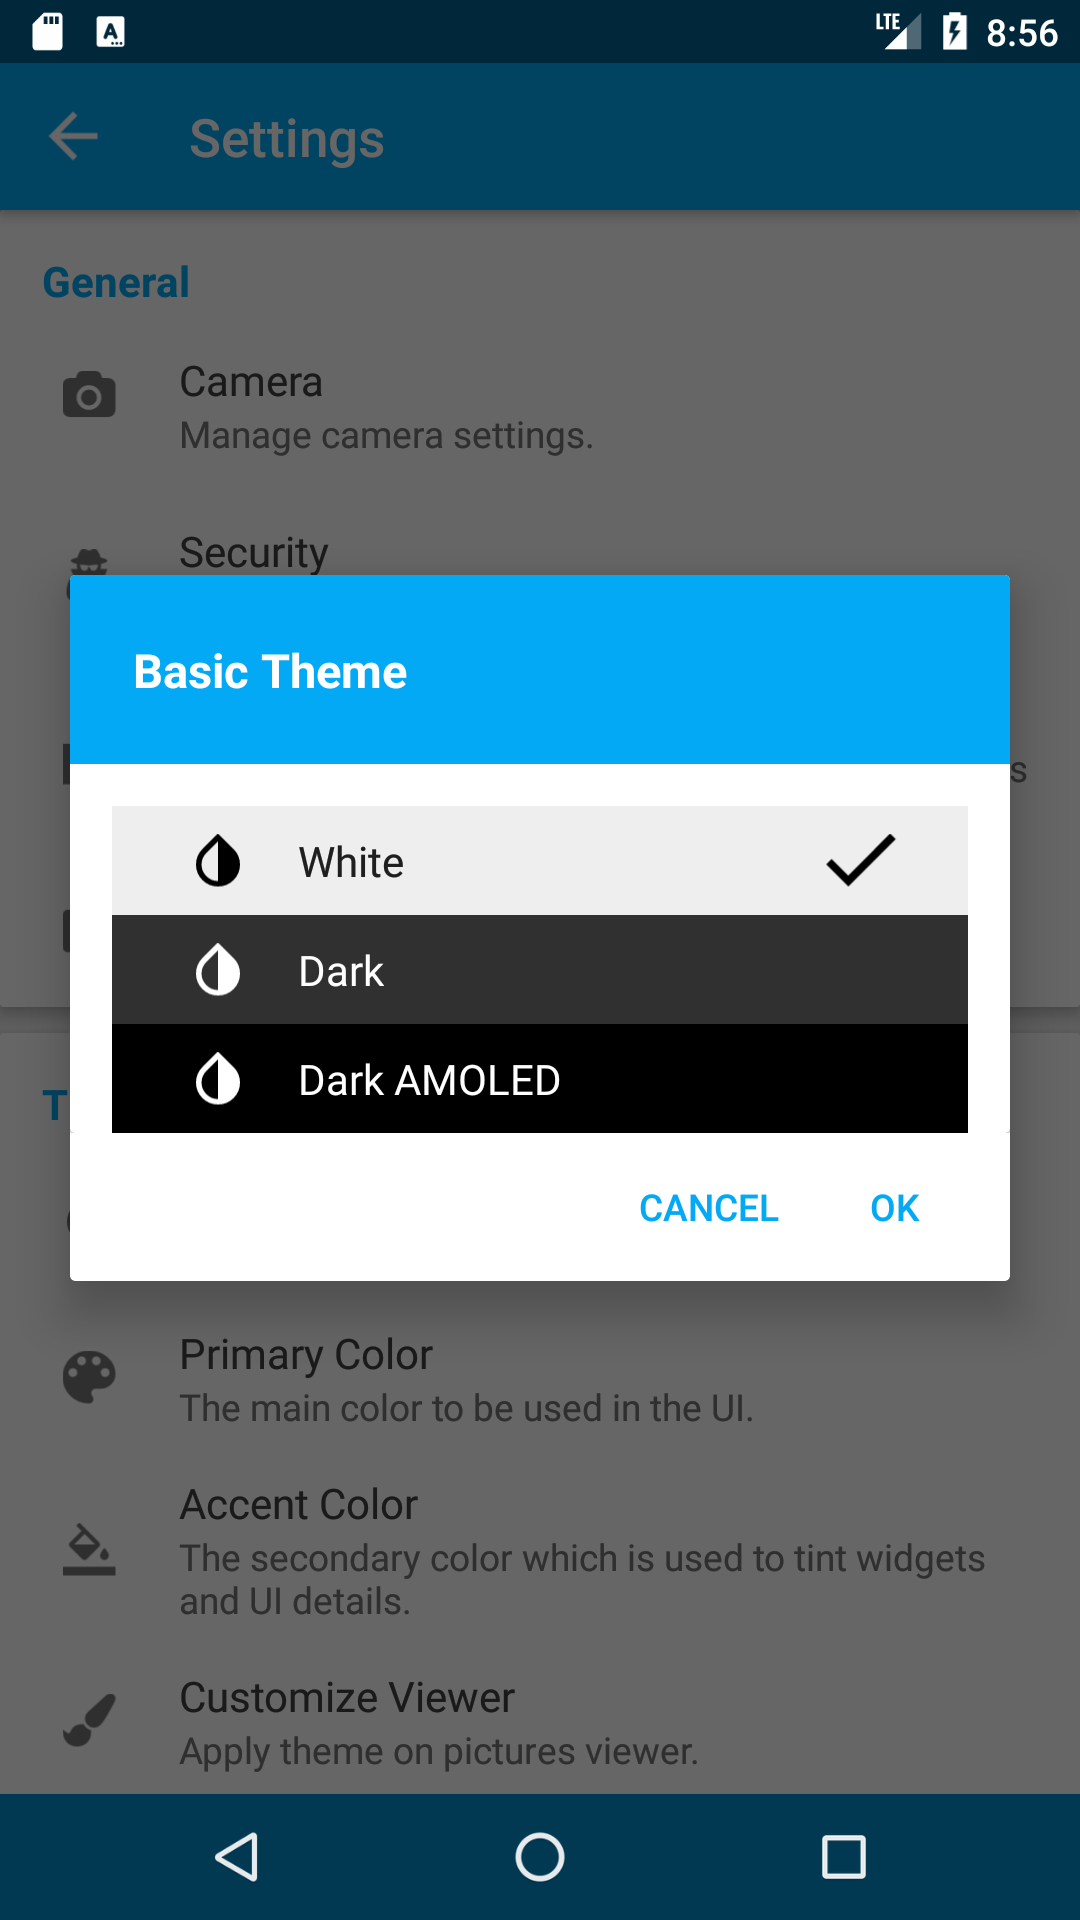 LTE 8:56
Settings
General
Camera
Manage camera settings.
Security
Basic Theme
s
White
Dark
Dark AMOLED
T
CANCEL OK
Primary Color
The main color to be used in the UI.
Accent Color
The secondary color which is used to tint widgets
and UI details.
Customize Viewer
Apply theme on pictures viewer.